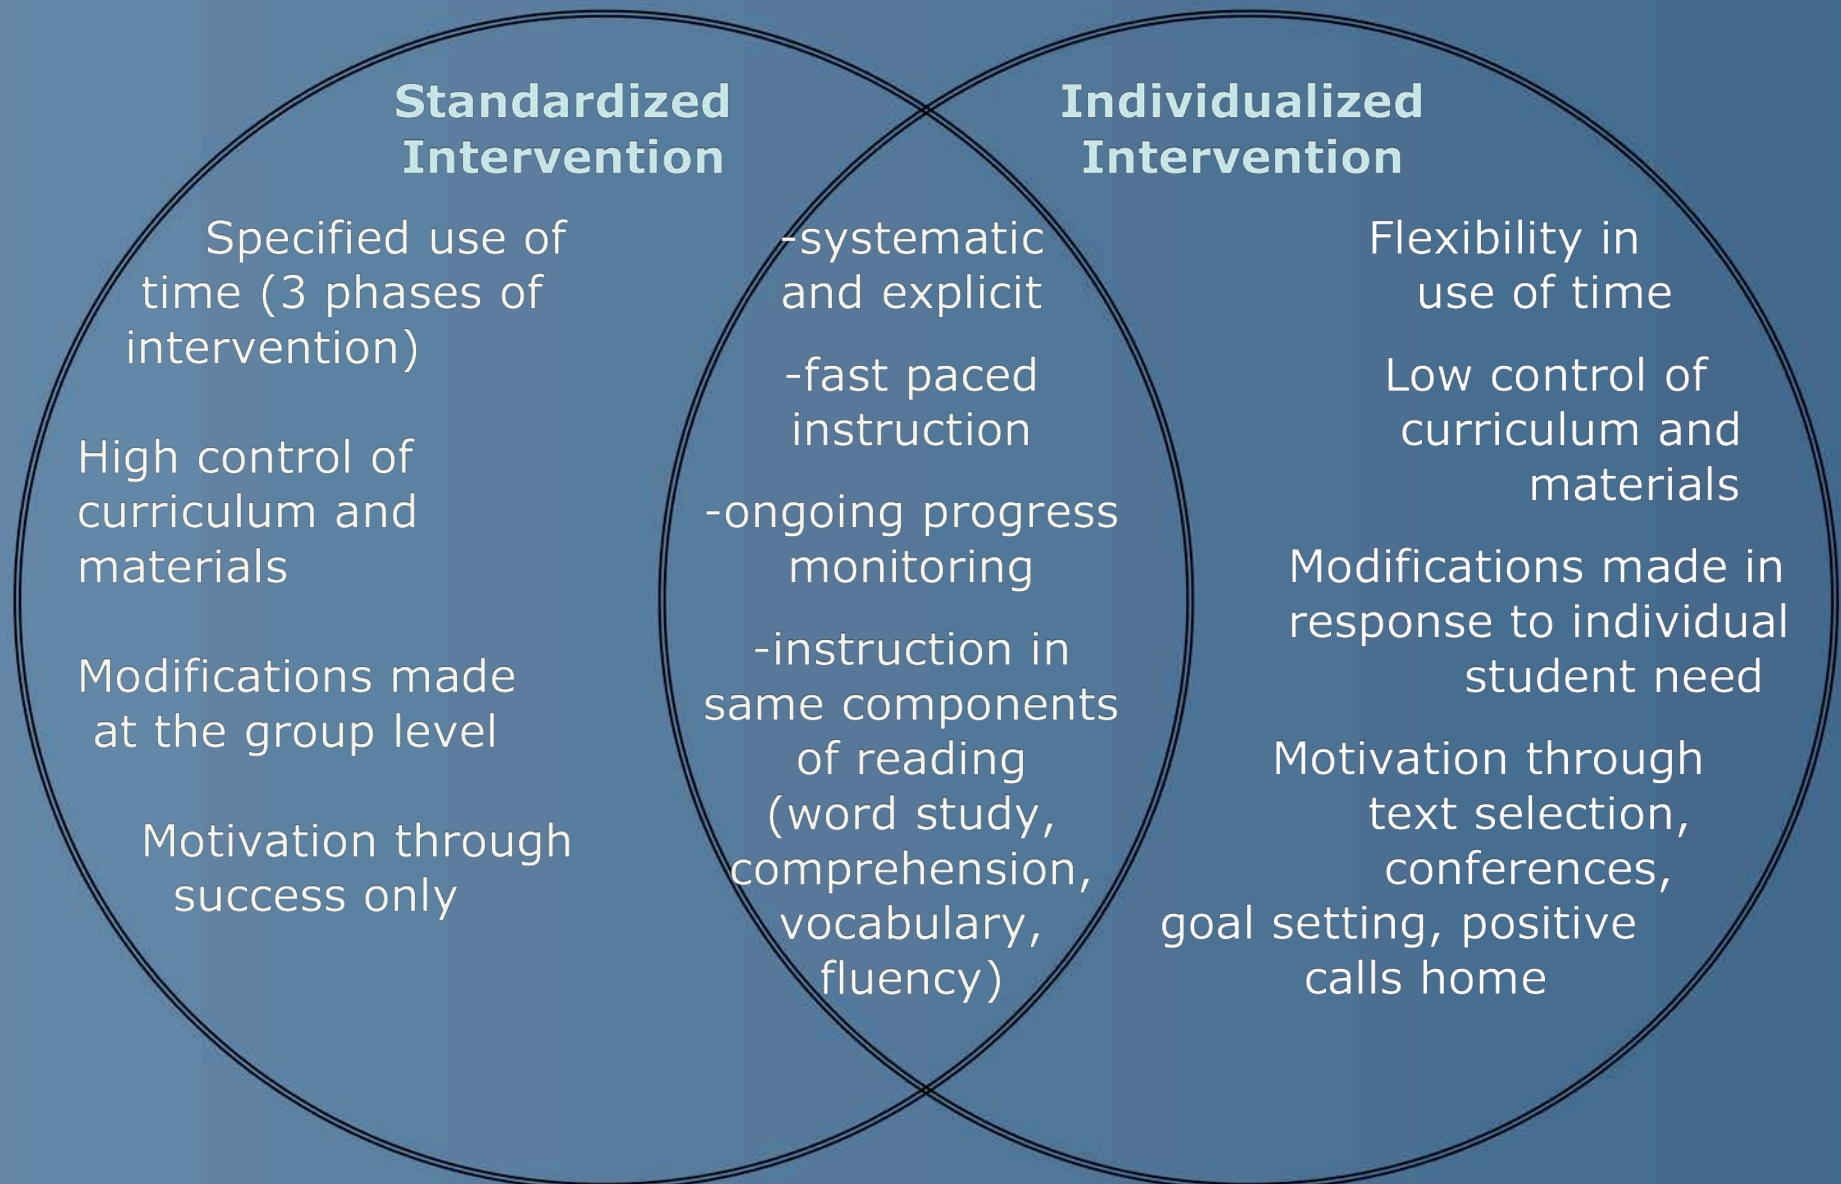 Standardized
Intervention
Specified use of
time (3 phases of
intervention)
High control of
curriculum and
materials
Modifications made
at the group level
Motivation through
success only
-systematic
and explicit
-fast paced
instruction
-ongoing progress
monitoring
-instruction in
same components
of reading
(word study,
comprehension,
vocabulary,
fluency)
Individualized
Intervention
Flexibility in
use of time
Low control of
curriculum and
materials
Modifications made in
response to individual
student need
Motivation through
text selection,
conferences,
goal setting, positive
calls home